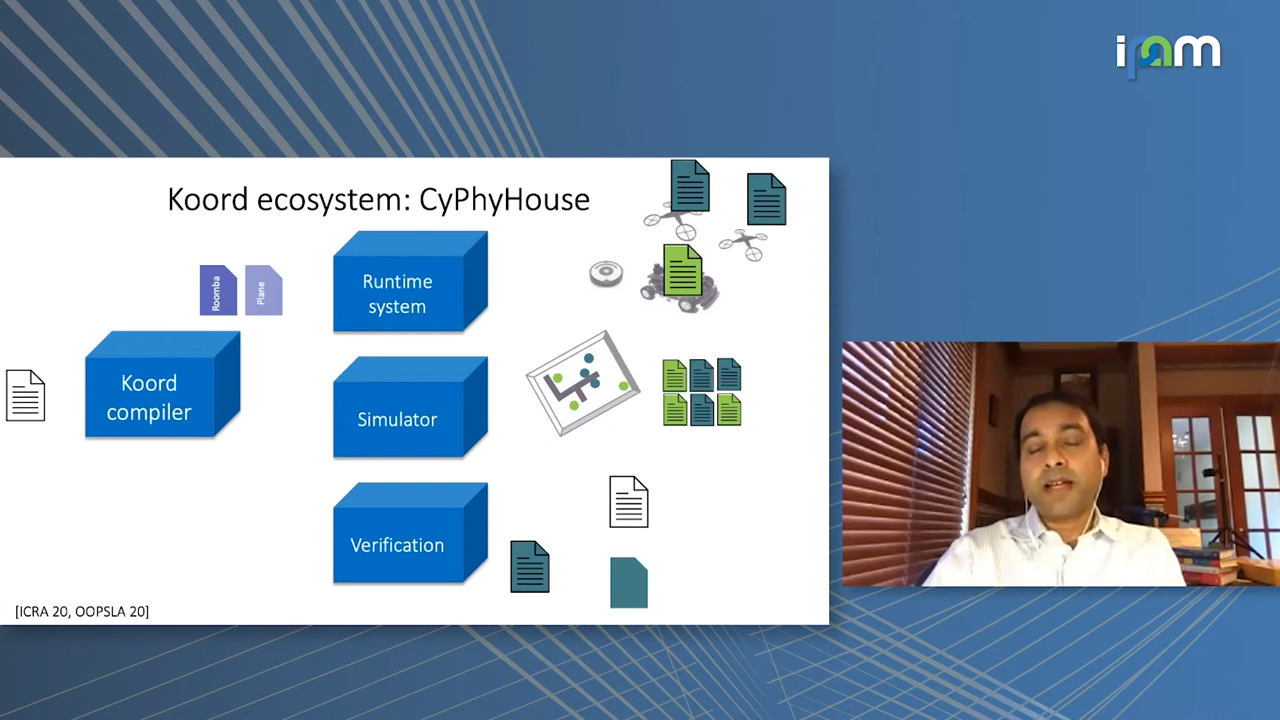 ipam
Koord ecosystem: CyPhyHouse
Roomba
Plane
Runtime
system
Koord
compiler
Simulator
Verification
[ICRA 20, OOPSLA 20]